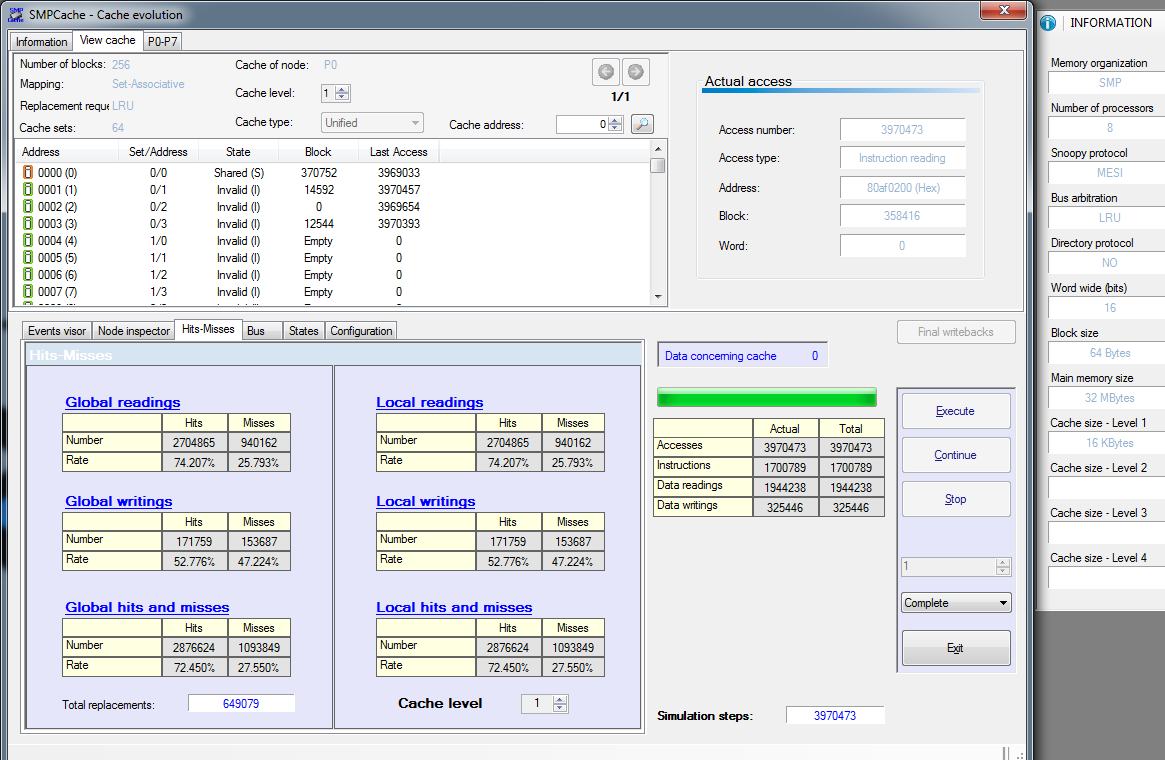 SMPCache - Cache evolution
Information View cache P0-P7
Number of blocks: 256 Cache of node: P0
Mapping: Set-Associative
Cache level: 1 1/1
Replacement reque LRU
Cache type: Unified Cache address: 0
Cache sets: 64
Address Set/Address State Block Last Access
0000 (0) 0/0 Shared (S) 370752 3969033
0001 (1) 0/1 Invalid (I) 14592 3970457
0002 (2) 0/2 Invalid (I) 0 3969654
0003 (3) 0/3 Invalid (I) 12544 3970393
0004 (4) 1/0 Invalid (I) Empty 0
0005 (5) 1/1 Invalid (I) Empty 0
0006 (6) 1/2 Invalid (I) Empty 0
0007 (7) 1/3 Invalid (I) Empty 0
Actual access
Access number: 3970473
Access type: Instruction reading
Address: 80af0200 (Hex)
Block: 358416
Word: 0
Events visor Node inspector Hits-Misses Bus States Configuration
Hits-Misses
Global readings
Hits Misses
Number 2704865 940162
Rate 74.207% 25.793%
Global writings
Hits Misses
Number 171759 153687
Rate 52.776% 47.224%
Global hits and misses
Hits Misses
Number 2876624 1093849
Rate 72.450% 27.550%
Total replacements: 649079
Local readings
Hits Misses
Number 2704865 940162
Rate 74.207% 25.793%
Local writings
Hits Misses
Number 171759 153687
Rate 52.776% 47.224%
Local hits and misses
Hits Misses
Number 2876624 1093849
Rate 72.450% 27.550%
Cache level 1
Data concerning cache 0
Actual Total
Accesses 3970473 3970473
Instructions 1700789 1700789
Data readings 1944238 1944238
Data writings 325446 325446
Simulation steps: 3970473
Final writebacks
Execute
Continue
Stop
1
Complete
Exit
INFORMATION
Memory organization
SMP
Number of processors
8
Snoopy protocol
MESI
Bus arbitration
LRU
Directory protocol
NO
Word wide (bits)
16
Block size
64 Bytes
Main memory size
32 MBytes
Cache size - Level 1
16 KBytes
Cache size - Level 2
Cache size - Level 3
Cache size - Level 4